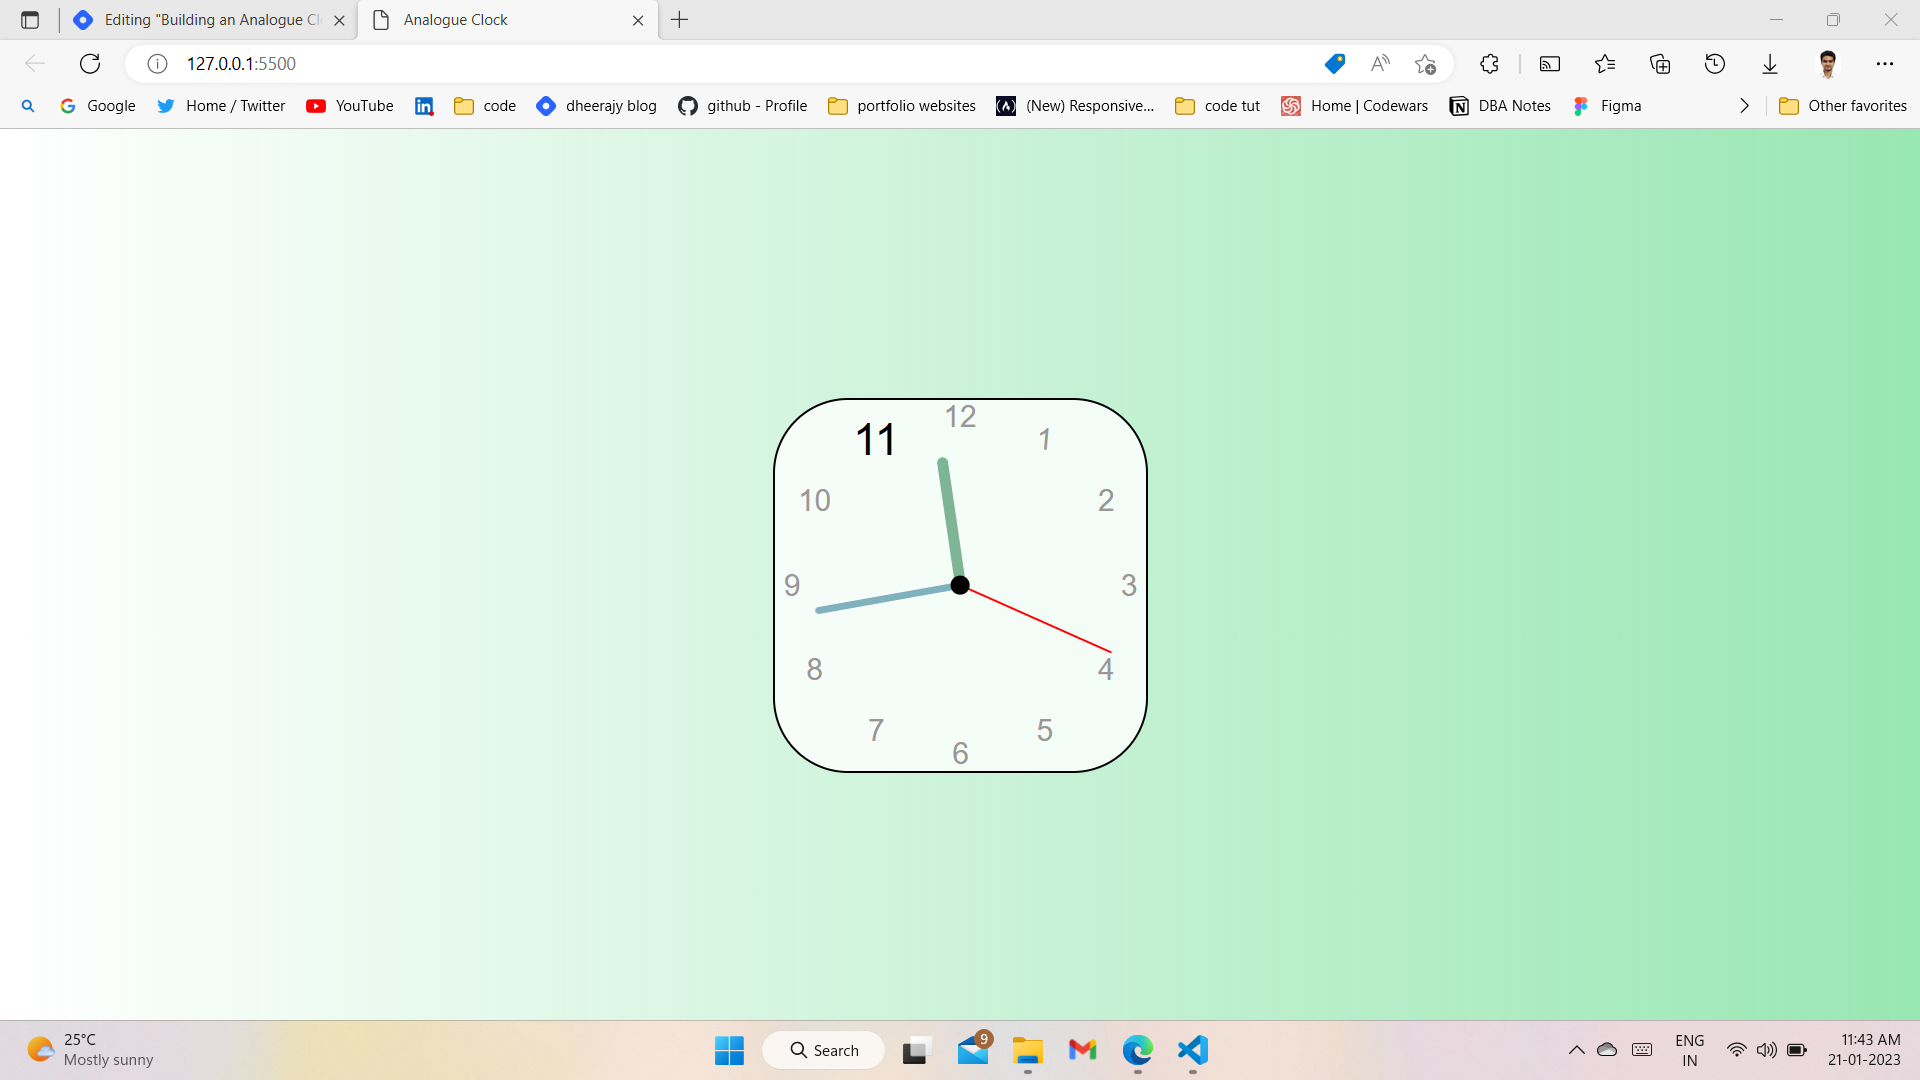 Editing "Building an Analogue Cl
Analogue Clock
127.0.0.1:5500
Google
Home / Twitter
YouTube
code
dheerajy blog
github - Profile
portfolio websites
(New) Responsive...
code tut
Home | Codewars
DBA Notes
Figma
Other favorites
12
11
1
10
2
9
3
8
4
7
5
6
25°C
Mostly sunny
Search
9
ENG
IN
11:43 AM
21-01-2023